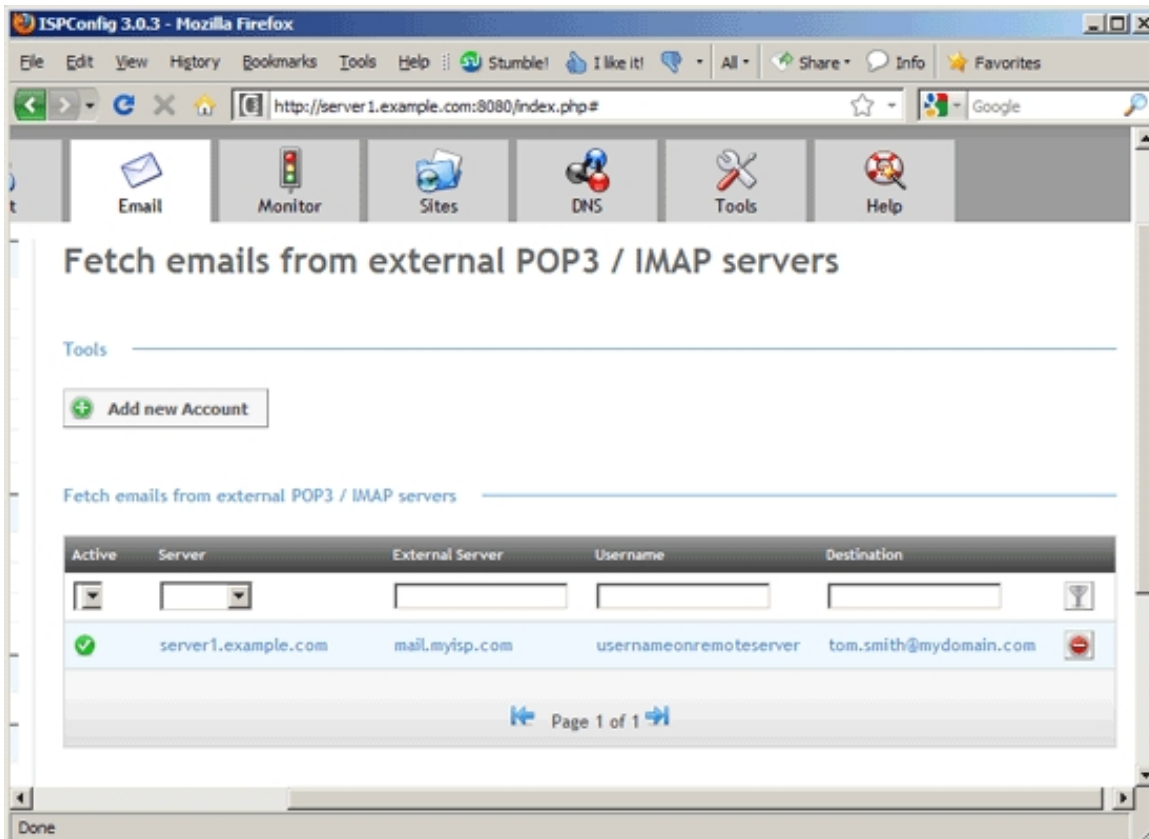 ISPConfig 3.0.3 - Mozilla Firefox
File Edit View History Bookmarks Tools Help Stumble! I like it! All Share Info Favorites
http://server1.example.com:8080/index.php# Google
t Email Monitor Sites DNS Tools Help
Fetch emails from external POP3 / IMAP servers
Tools
Add new Account
Fetch emails from external POP3 / IMAP servers
Active Server External Server Username Destination
server1.example.com mail.myisp.com usernameonremoteserver tom.smith@mydomain.com
Page 1 of 1
Done